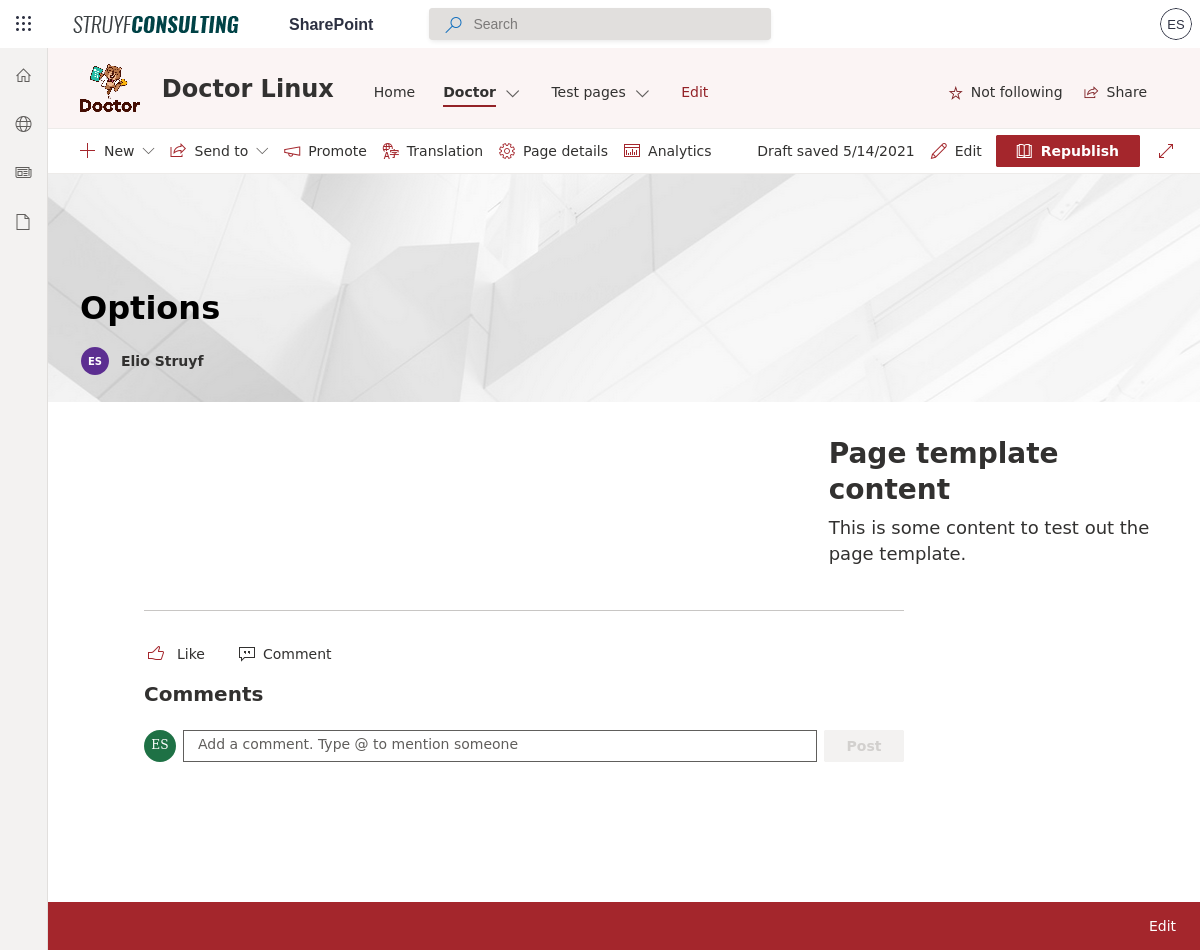 STRUYFCONSULTING SharePoint Search ES
Doctor Doctor Linux Home Doctor Test pages Edit Not following Share
New Send to Promote Translation Page details Analytics Draft saved 5/14/2021 Edit Republish
Options
ES Elio Struyf
Page template
content
This is some content to test out the
page template.
Like Comment
Comments
ES Add a comment. Type @ to mention someone Post
Edit